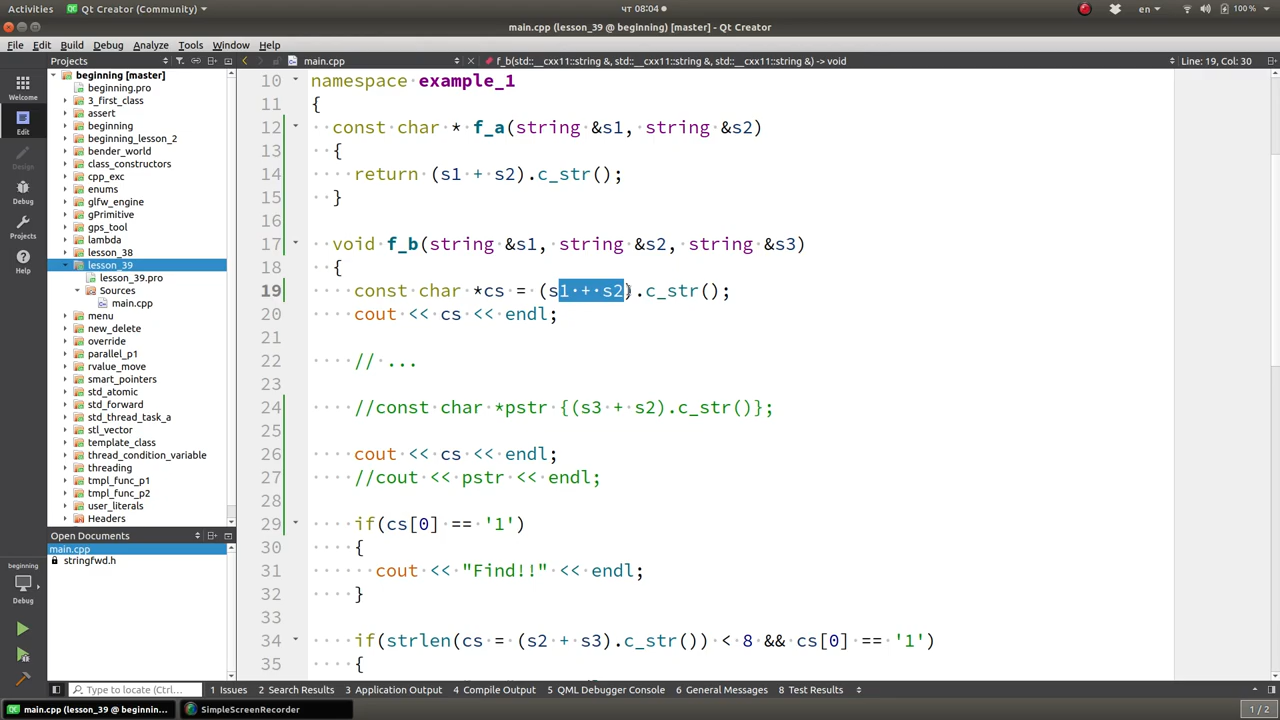 Activities Qt Creator (Community) чт 08:04 en 100 %
main.cpp (lesson_39 @ beginning) [master] - Qt Creator
File Edit Build Debug Analyze Tools Window Help
Projects main.cpp f_b(std::__cxx11::string &, std::__cxx11::string &, std::__cxx11::string &) -> void Line: 19, Col: 30
Welcome
Edit
Design
Debug
Projects
Help
beginning
Debug
beginning [master]
beginning.pro
3_first_class
assert
beginning
beginning_lesson_2
bender_world
class_constructors
cpp_exc
enums
glfw_engine
gPrimitive
gps_tool
lambda
lesson_38
lesson_39
lesson_39.pro
Sources
main.cpp
menu
new_delete
override
parallel_p1
rvalue_move
smart_pointers
std_atomic
std_forward
std_thread_task_a
stl_vector
template_class
thread_condition_variable
threading
tmpl_func_p1
tmpl_func_p2
user_literals
Headers
Open Documents
main.cpp
stringfwd.h
10 namespace example_1
11 {
12 const char * f_a(string &s1, string &s2)
13 {
14 return (s1 + s2).c_str();
15 }
16
17 void f_b(string &s1, string &s2, string &s3)
18 {
19 const char *cs = (s1 + s2).c_str();
20 cout << cs << endl;
21
22 // ...
23
24 //const char *pstr {(s3 + s2).c_str()};
25
26 cout << cs << endl;
27 //cout << pstr << endl;
28
29 if(cs[0] == '1')
30 {
31 cout << "Find!!" << endl;
32 }
33
34 if(strlen(cs = (s2 + s3).c_str()) < 8 && cs[0] == '1')
35 {
Type to locate (Ctrl... 1 Issues 2 Search Results 3 Application Output 4 Compile Output 5 QML Debugger Console 6 General Messages 8 Test Results
QC main.cpp (lesson_39 @ beginnin... SimpleScreenRecorder 1 / 2